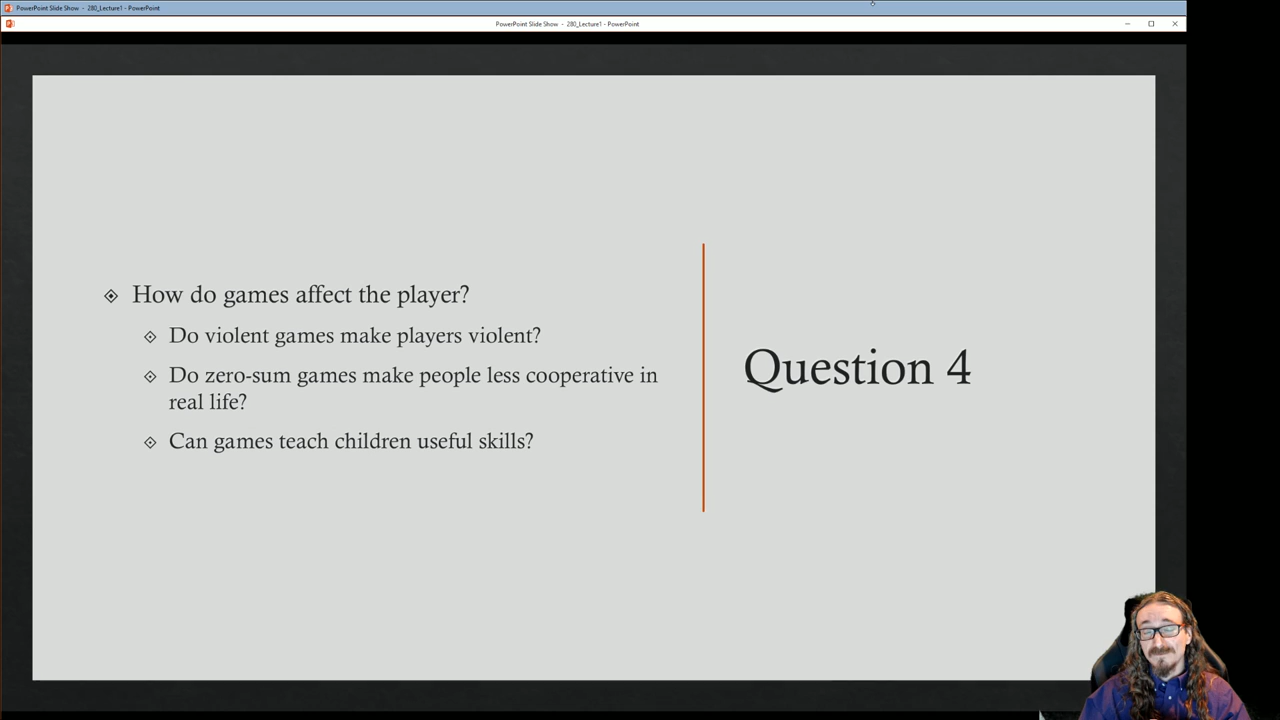 PowerPoint Slide Show - 280_Lecture1 - PowerPoint
PowerPoint Slide Show - 280_Lecture1 - PowerPoint
How do games affect the player?
Do violent games make players violent?
Do zero-sum games make people less cooperative in
real life?
Can games teach children useful skills?
Question 4